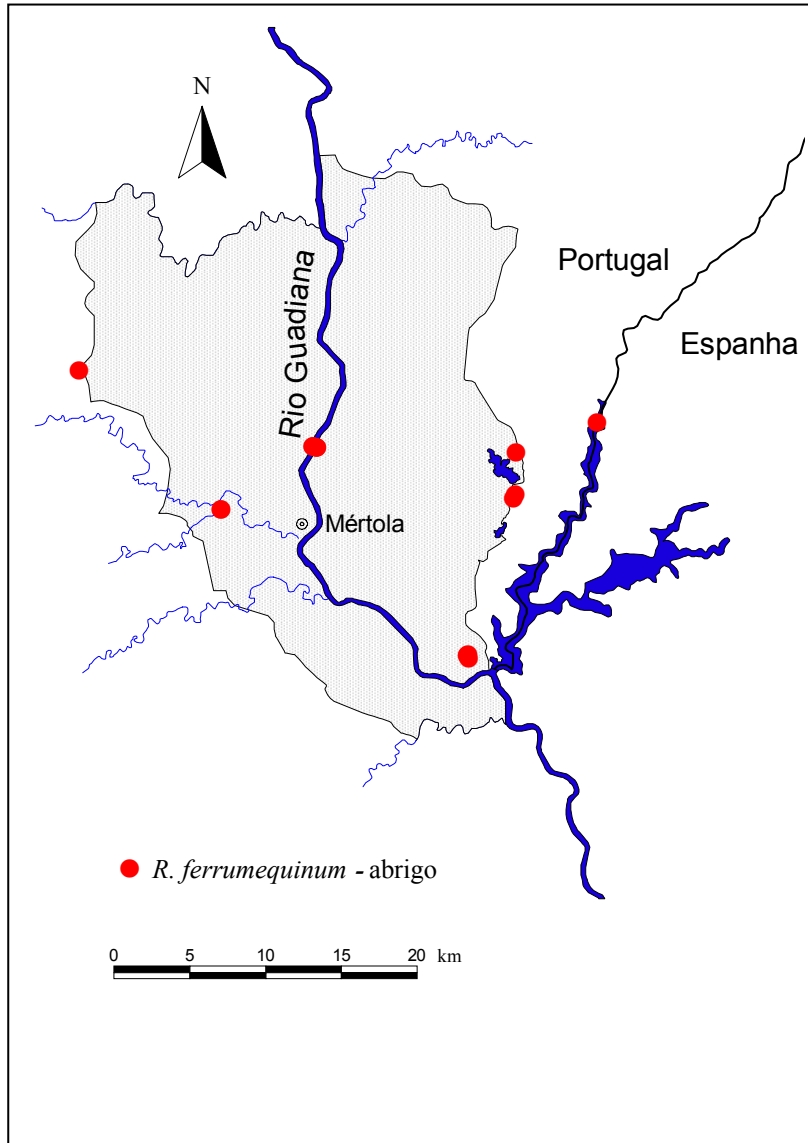 N
Portugal
Espanha
Rio Guadiana
Mértola
R. ferrumequinum - abrigo
0 5 10 15 20 km